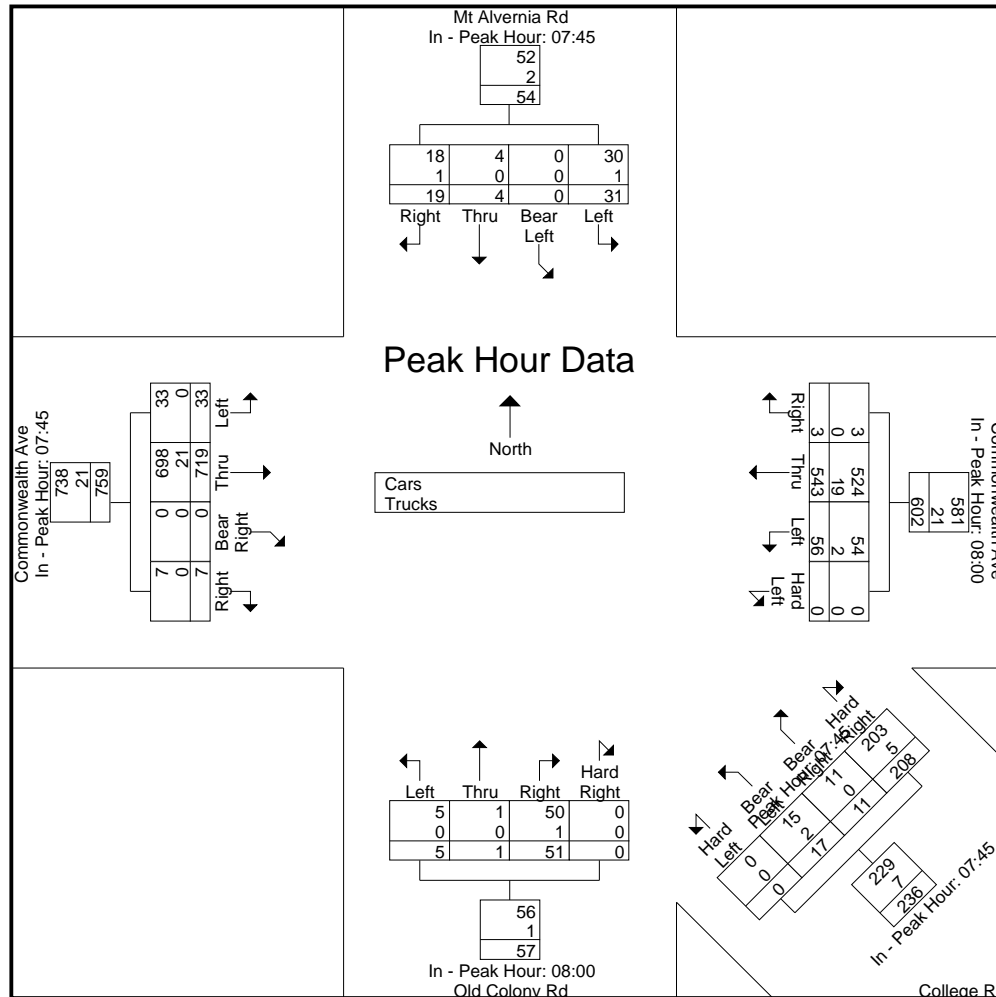 Mt Alvernia Rd
In - Peak Hour: 07:45
52
2
54
18 4 0 30
1 0 0 1
19 4 0 31
Right Thru Bear Left Left
Peak Hour Data
North
Cars
Trucks
Commonwealth Ave
In - Peak Hour: 07:45
738
21
759
33 0 33 Left
698 21 719 Thru
0 0 0 Bear Right
7 0 7 Right
Right 3 0 3
Thru 543 19 524
Left 56 2 54
Hard Left 0 0 0
581
21
602
In - Peak Hour: 08:00
Commonwealth Ave
Left Thru Right Hard Right
5 1 50 0
0 0 1 0
5 1 51 0
56
1
57
In - Peak Hour: 08:00
Old Colony Rd
Hard Left 0 0 0
Bear Left 15 2 17
Bear Right 11 0 11
Hard Right 203 5 208
Peak Hour: 07:45
229
7
236
In - Peak Hour: 07:45
College R